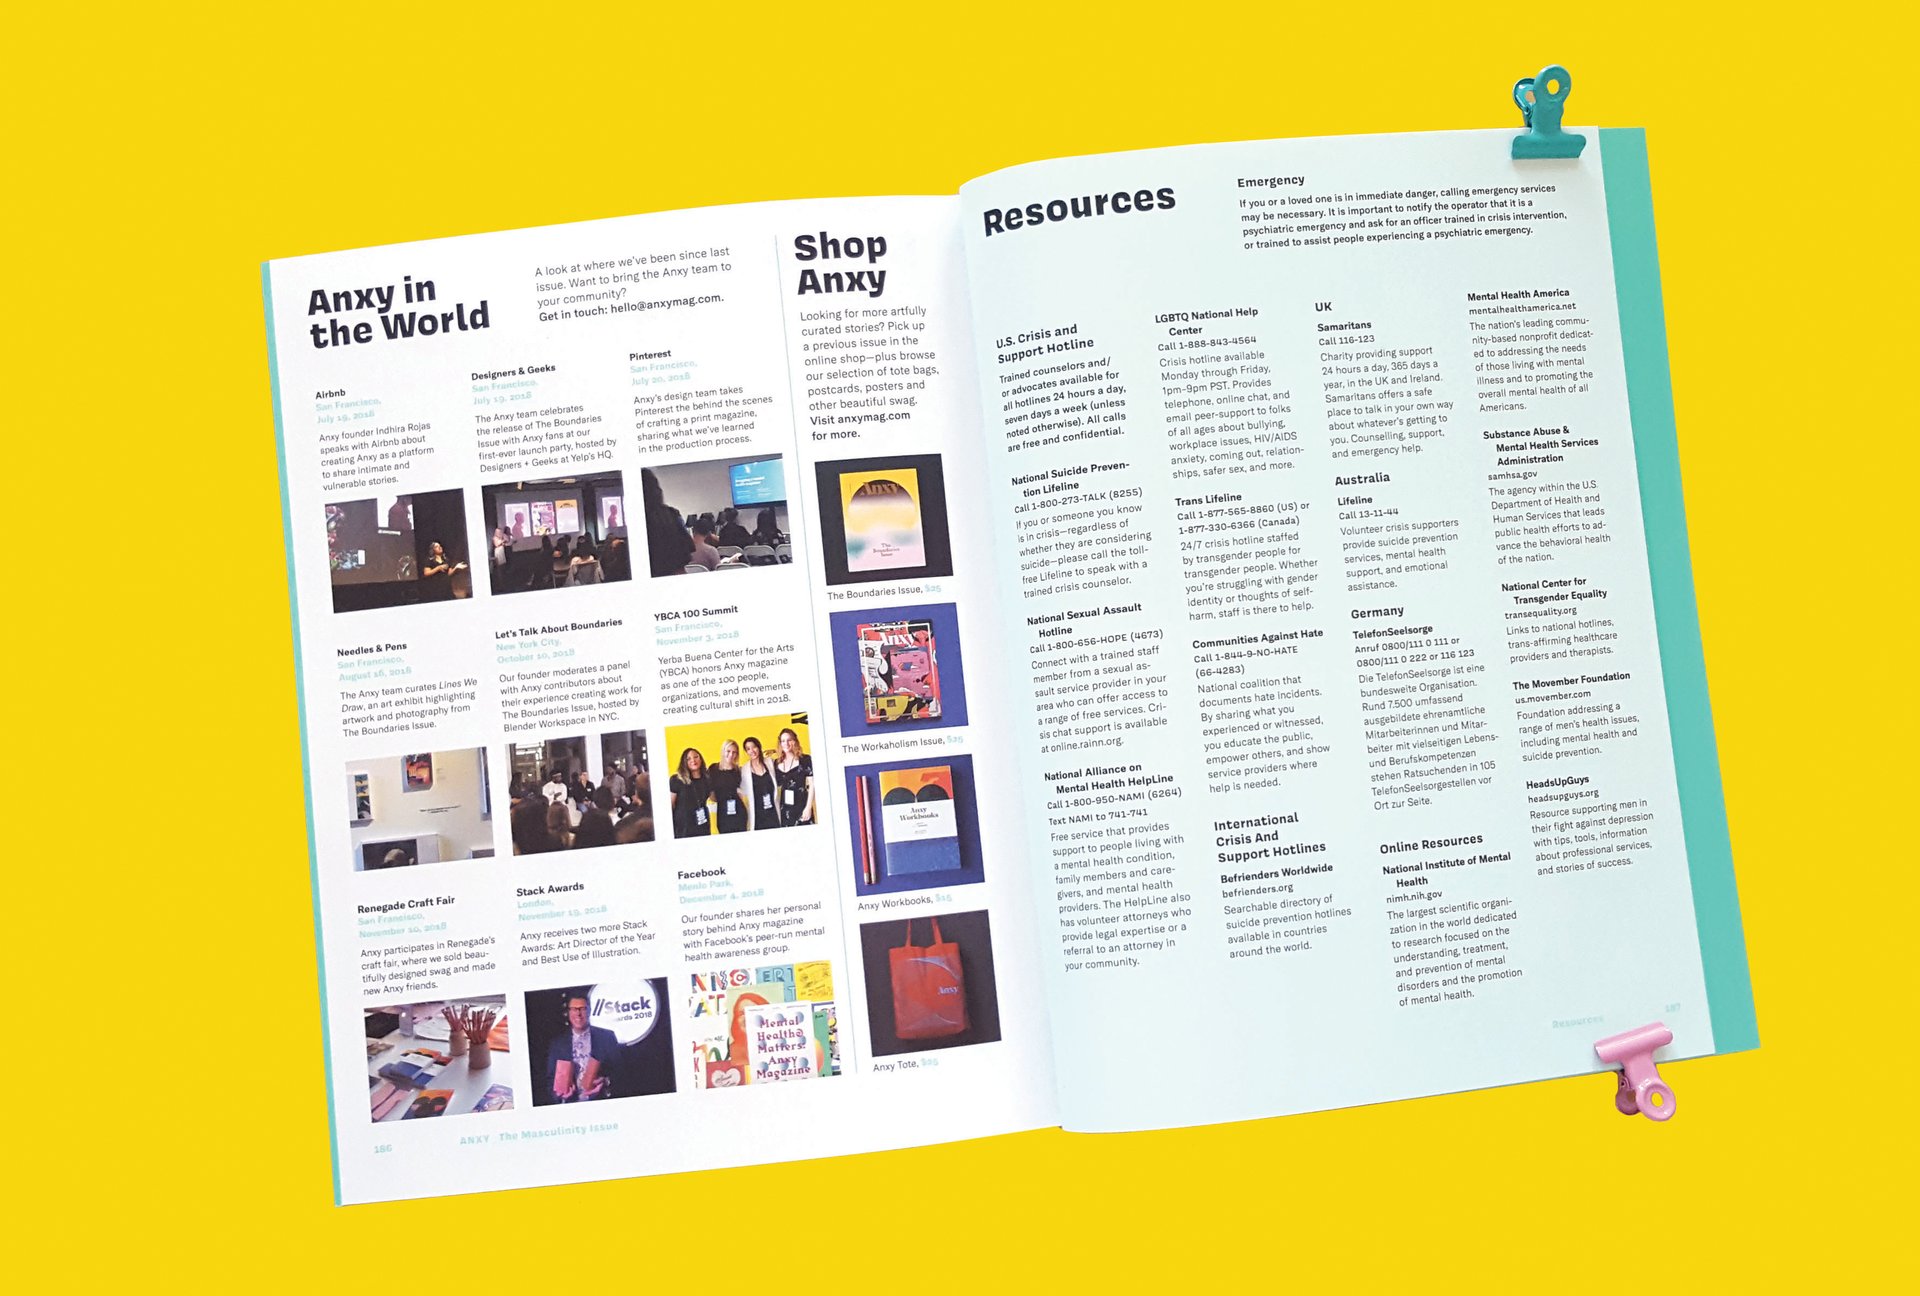 Anxy in
the World
A look at where we've been since last
issue. Want to bring the Anxy team to
your community?
Get in touch: hello@anxymag.com.
Airbnb
San Francisco,
July 19, 2018
Anxy founder Indhira Rojas
speaks with Airbnb about
creating Anxy as a platform
to share intimate and
vulnerable stories.
Designers & Geeks
San Francisco,
July 19, 2018
The Anxy team celebrates
the release of The Boundaries
Issue with Anxy fans at our
first-ever launch party, hosted by
Designers + Geeks at Yelp's HQ.
Pinterest
San Francisco,
July 20, 2018
Anxy's design team takes
Pinterest the behind the scenes
of crafting a print magazine,
sharing what we've learned
in the production process.
Needles & Pens
San Francisco,
August 16, 2018
The Anxy team curates Lines We
Draw, an art exhibit highlighting
artwork and photography from
The Boundaries Issue.
Let's Talk About Boundaries
New York City,
October 10, 2018
Our founder moderates a panel
with Anxy contributors about
their experience creating work for
The Boundaries Issue, hosted by
Blender Workspace in NYC.
YBCA 100 Summit
San Francisco,
November 3, 2018
Yerba Buena Center for the Arts
(YBCA) honors Anxy magazine
as one of the 100 people,
organizations, and movements
creating cultural shift in 2018.
Renegade Craft Fair
San Francisco,
November 10, 2018
Anxy participates in Renegade's
craft fair, where we sold beau-
tifully designed swag and made
new Anxy friends.
Stack Awards
London,
November 19, 2018
Anxy receives two more Stack
Awards: Art Director of the Year
and Best Use of Illustration.
//Stack
2018
Facebook
Menlo Park,
December 4, 2018
Our founder shares her personal
story behind Anxy magazine
with Facebook's peer-run mental
health awareness group.
Mental
Health
Matters.
Anxy
Magazine
186
ANXY The Masculinity Issue
Shop
Anxy
Looking for more artfully
curated stories? Pick up
a previous issue in the
online shop—plus browse
our selection of tote bags,
postcards, posters and
other beautiful swag.
Visit anxymag.com
for more.
Anxy
The
Boundaries
Issue
The Boundaries Issue, $25
Anxy
The Workaholism Issue, $25
Anxy
Workbooks
Anxy Workbooks, $15
Anxy
Anxy Tote, $25
Resources
Emergency
If you or a loved one is in immediate danger, calling emergency services
may be necessary. It is important to notify the operator that it is a
psychiatric emergency and ask for an officer trained in crisis intervention,
or trained to assist people experiencing a psychiatric emergency.
U.S. Crisis and
Support Hotline
Trained counselors and/
or advocates available for
all hotlines 24 hours a day,
seven days a week (unless
noted otherwise). All calls
are free and confidential.
National Suicide Preven-
tion Lifeline
Call 1-800-273-TALK (8255)
If you or someone you know
is in crisis—regardless of
whether they are considering
suicide—please call the toll-
free Lifeline to speak with a
trained crisis counselor.
National Sexual Assault
Hotline
Call 1-800-656-HOPE (4673)
Connect with a trained staff
member from a sexual as-
sault service provider in your
area who can offer access to
a range of free services. Cri-
sis chat support is available
at online.rainn.org.
National Alliance on
Mental Health HelpLine
Call 1-800-950-NAMI (6264)
Text NAMI to 741-741
Free service that provides
support to people living with
a mental health condition,
family members and care-
givers, and mental health
providers. The HelpLine also
has volunteer attorneys who
provide legal expertise or a
referral to an attorney in
your community.
LGBTQ National Help
Center
Call 1-888-843-4564
Crisis hotline available
Monday through Friday,
1pm-9pm PST. Provides
telephone, online chat, and
email peer-support to folks
of all ages about bullying,
workplace issues, HIV/AIDS
anxiety, coming out, relation-
ships, safer sex, and more.
Trans Lifeline
Call 1-877-565-8860 (US) or
1-877-330-6366 (Canada)
24/7 crisis hotline staffed
by transgender people for
transgender people. Whether
you're struggling with gender
identity or thoughts of self-
harm, staff is there to help.
Communities Against Hate
Call 1-844-9-NO-HATE
(66-4283)
National coalition that
documents hate incidents.
By sharing what you
experienced or witnessed,
you educate the public,
empower others, and show
service providers where
help is needed.
International
Crisis And
Support Hotlines
Befrienders Worldwide
befrienders.org
Searchable directory of
suicide prevention hotlines
available in countries
around the world.
UK
Samaritans
Call 116-123
Charity providing support
24 hours a day, 365 days a
year, in the UK and Ireland.
Samaritans offers a safe
place to talk in your own way
about whatever's getting to
you. Counselling, support,
and emergency help.
Australia
Lifeline
Call 13-11-44
Volunteer crisis supporters
provide suicide prevention
services, mental health
support, and emotional
assistance.
Germany
TelefonSeelsorge
Anruf 0800/111 0 111 or
0800/111 0 222 or 116 123
Die TelefonSeelsorge ist eine
bundesweite Organisation.
Rund 7.500 umfassend
ausgebildete ehrenamtliche
Mitarbeiterinnen und Mitar-
beiter mit vielseitigen Lebens-
und Berufskompetenzen
stehen Ratsuchenden in 105
TelefonSeelsorgestellen vor
Ort zur Seite.
Online Resources
National Institute of Mental
Health
nimh.nih.gov
The largest scientific organi-
zation in the world dedicated
to research focused on the
understanding, treatment,
and prevention of mental
disorders and the promotion
of mental health.
Mental Health America
mentalhealthamerica.net
The nation's leading commu-
nity-based nonprofit dedicat-
ed to addressing the needs
of those living with mental
illness and to promoting the
overall mental health of all
Americans.
Substance Abuse &
Mental Health Services
Administration
samhsa.gov
The agency within the U.S.
Department of Health and
Human Services that leads
public health efforts to ad-
vance the behavioral health
of the nation.
National Center for
Transgender Equality
transequality.org
Links to national hotlines,
trans-affirming healthcare
providers and therapists.
The Movember Foundation
us.movember.com
Foundation addressing a
range of men's health issues,
including mental health and
suicide prevention.
HeadsUpGuys
headsupguys.org
Resource supporting men in
their fight against depression
with tips, tools, information
about professional services,
and stories of success.
Resources
187